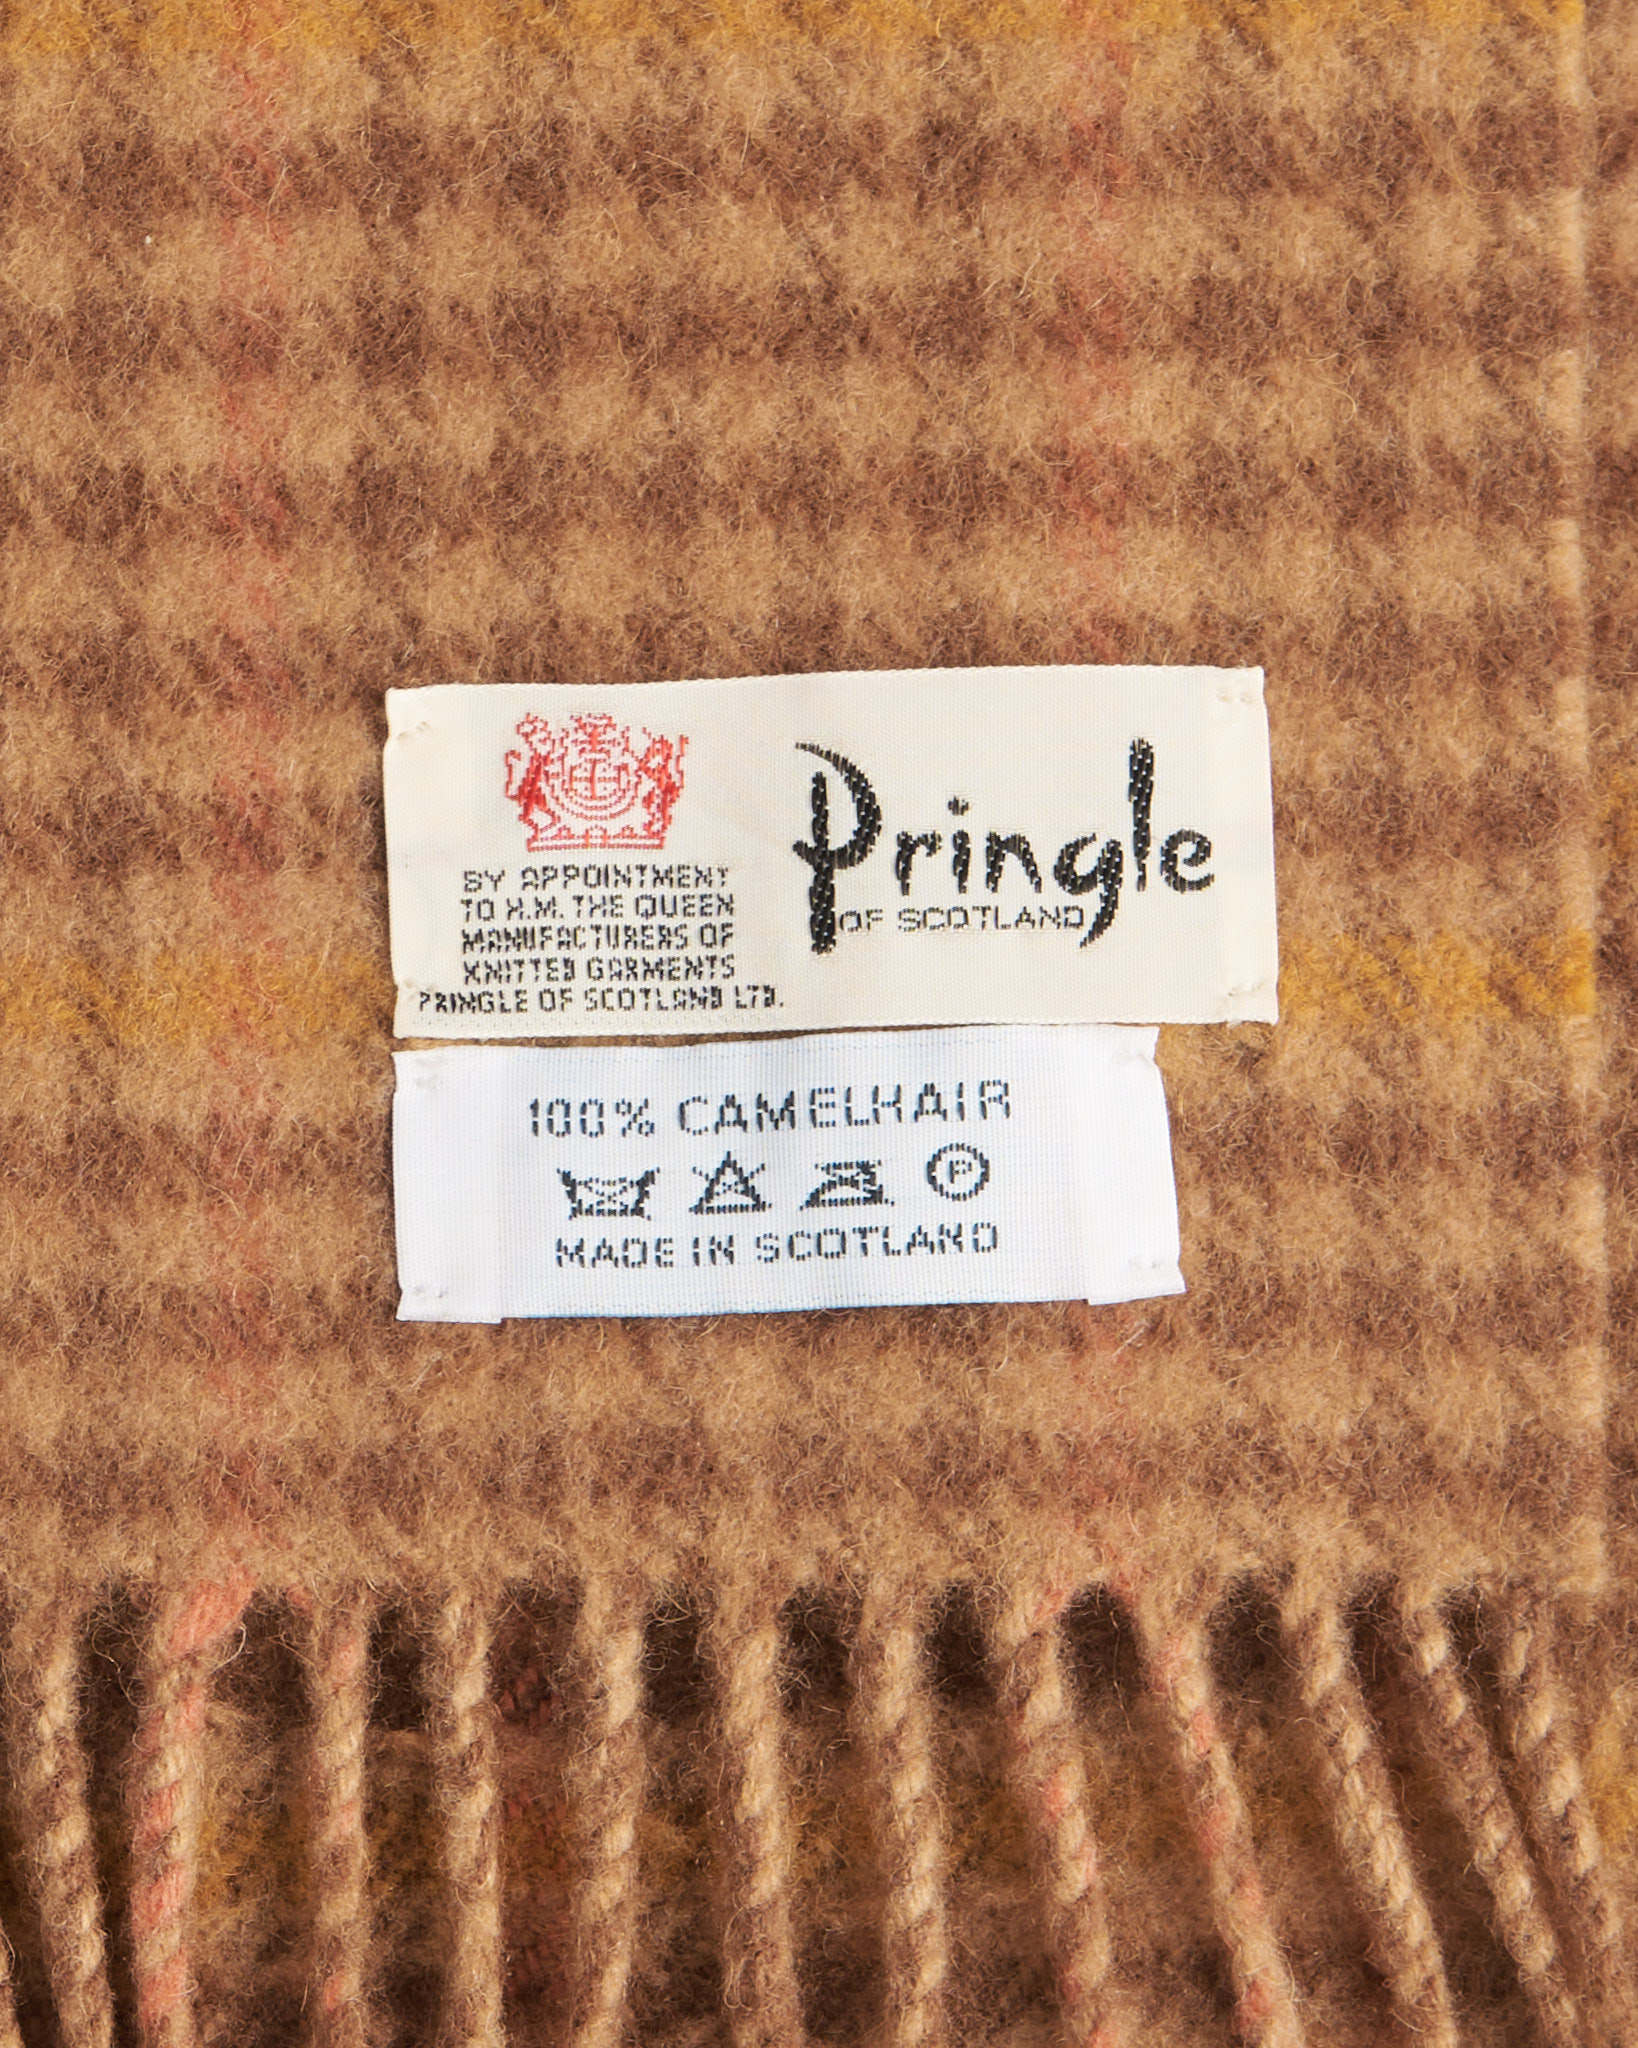 BY APPOINTMENT
TO H.M. THE QUEEN
MANUFACTURERS OF
KNITTED GARMENTS
PRINGLE OF SCOTLAND LTD.
Pringle
OF SCOTLAND
100% CAMELHAIR
P
MADE IN SCOTLAND